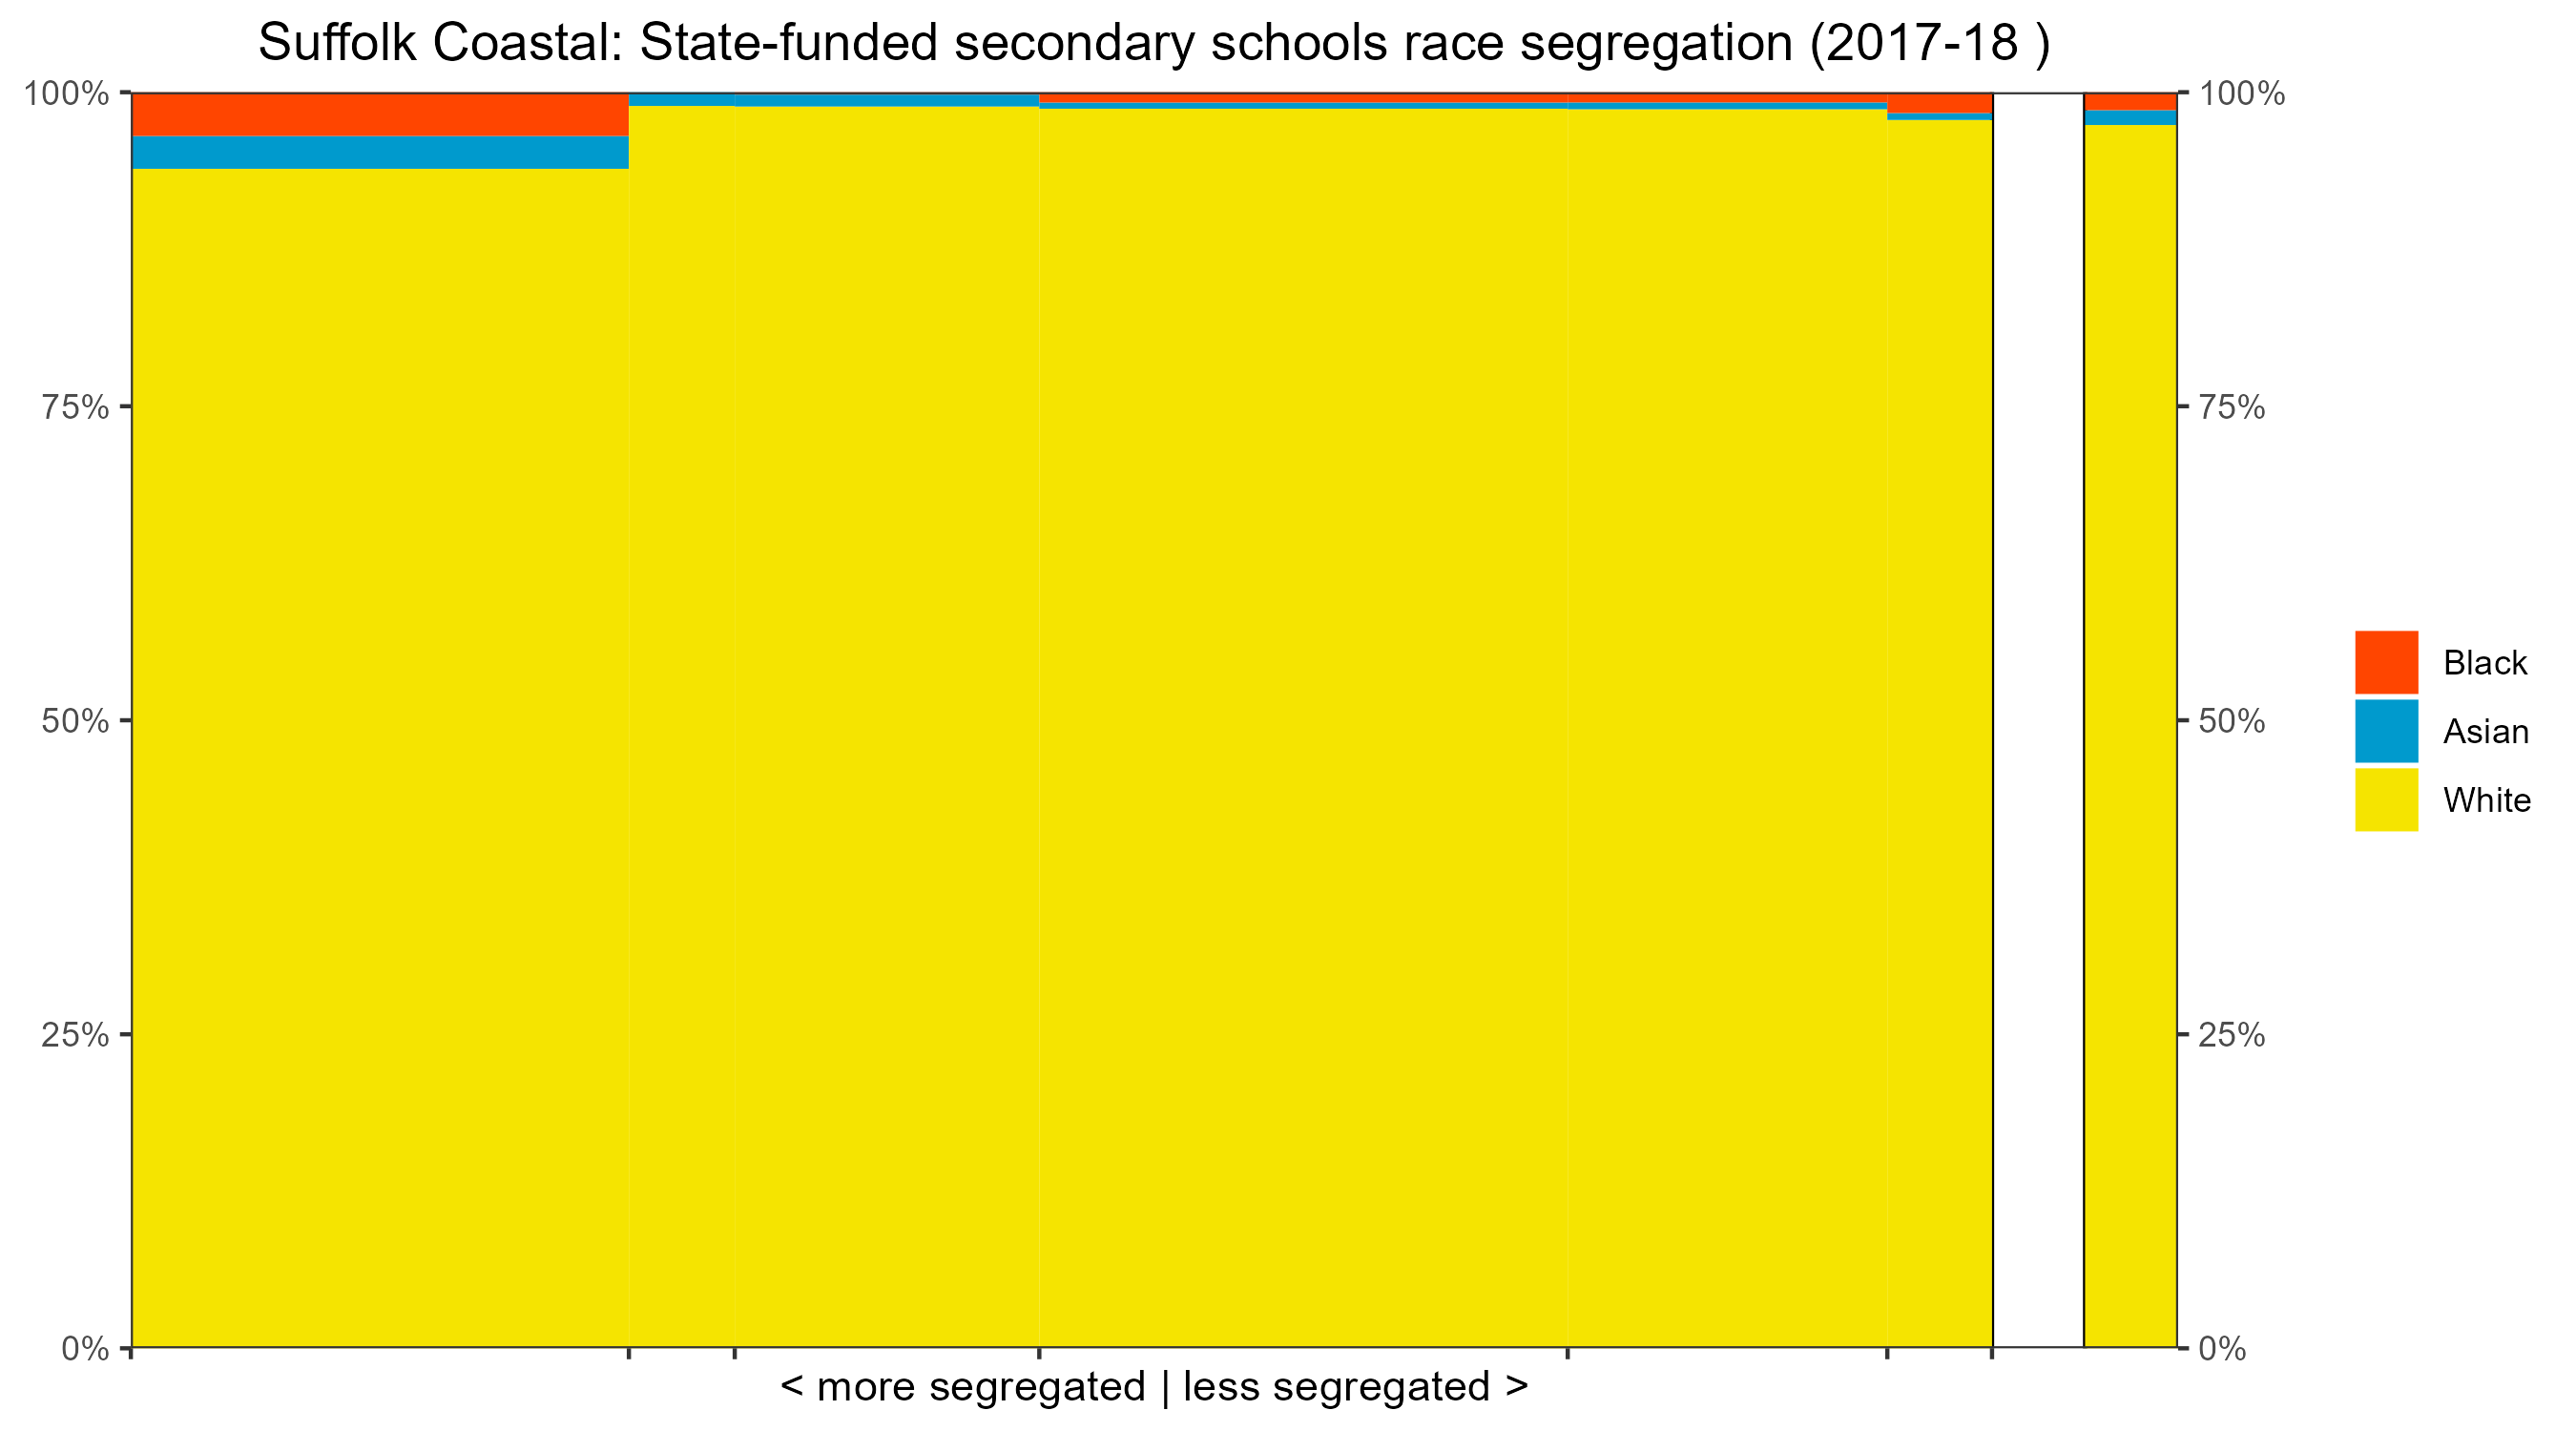 Suffolk Coastal: State-funded secondary schools race segregation (2017-18 )
100%
75%
50%
25%
0%
100%
75%
50%
25%
0%
< more segregated | less segregated >
Black
Asian
White